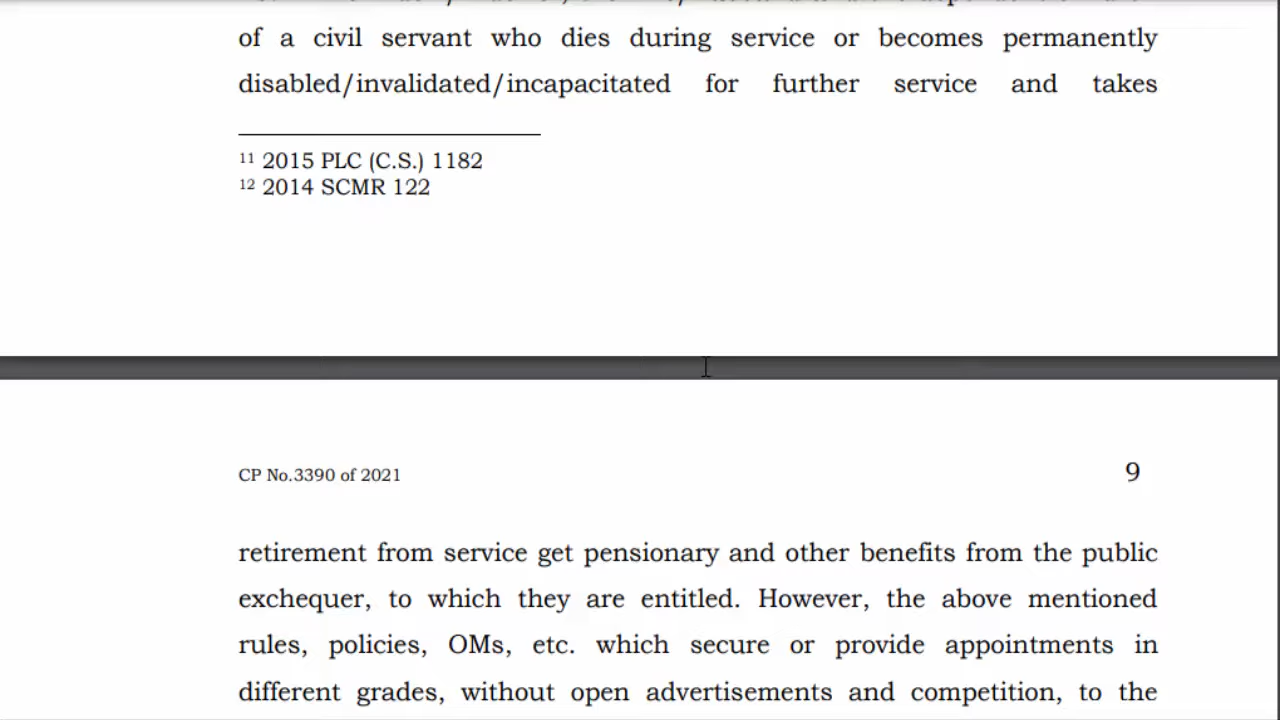 of a civil servant who dies during service or becomes permanently
disabled/invalidated/incapacitated for further service and takes
11 2015 PLC (C.S.) 1182
12 2014 SCMR 122
CP No.3390 of 2021 9
retirement from service get pensionary and other benefits from the public
exchequer, to which they are entitled. However, the above mentioned
rules, policies, OMs, etc. which secure or provide appointments in
different grades, without open advertisements and competition, to the